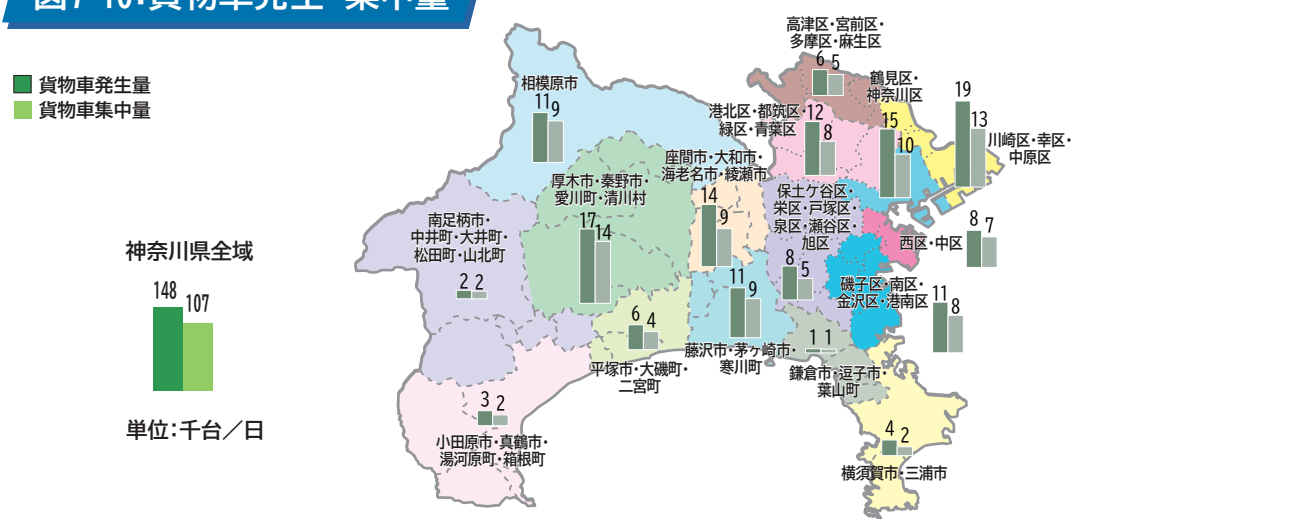 図7-10:貨物車発生・集中量
貨物車発生量
貨物車集中量
神奈川県全域
148
107
単位:千台／日
相模原市
11
9
高津区・宮前区・
多摩区・麻生区
6
5
港北区・都筑区・
緑区・青葉区
12
8
鶴見区・
神奈川区
15
10
19
13
川崎区・幸区・
中原区
厚木市・秦野市・
愛川町・清川村
17
14
座間市・大和市・
海老名市・綾瀬市
14
9
保土ケ谷区・
栄区・戸塚区・
泉区・瀬谷区・
旭区
8
5
西区・中区
8
7
南足柄市・
中井町・大井町・
松田町・山北町
2
2
磯子区・南区・
金沢区・港南区
11
8
6
4
平塚市・大磯町・
二宮町
11
9
藤沢市・茅ヶ崎市・
寒川町
1
1
鎌倉市・逗子市・
葉山町
3
2
小田原市・真鶴市・
湯河原町・箱根町
4
2
横須賀市・三浦市